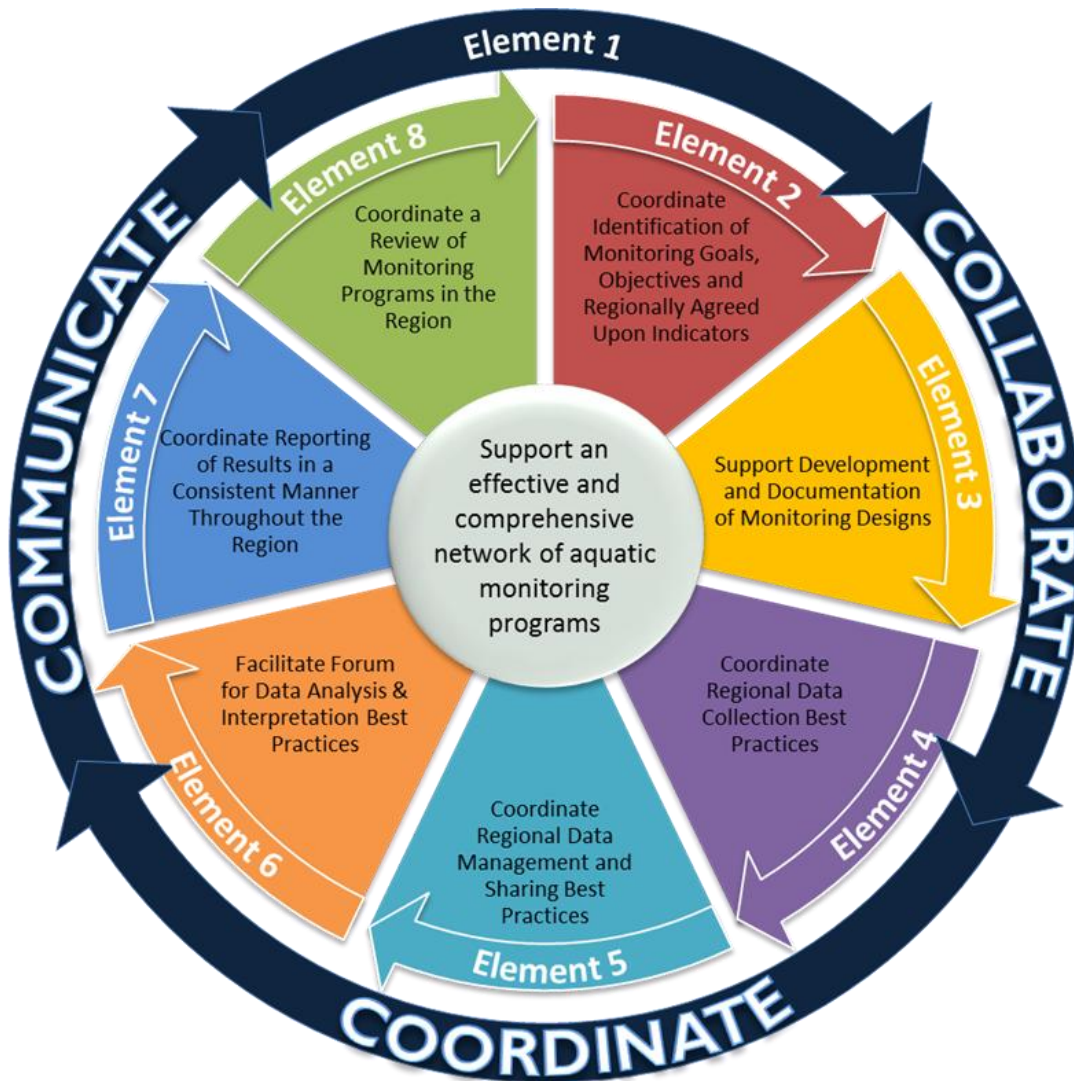 Element 1
COLLABORATE
COORDINATE
COMMUNICATE
Element 2
Coordinate
Identification of
Monitoring Goals,
Objectives and
Regionally Agreed
Upon Indicators
Element 3
Support Development
and Documentation
of Monitoring Designs
Element 4
Coordinate
Regional Data
Collection Best
Practices
Element 5
Coordinate
Regional Data
Management and
Sharing Best
Practices
Element 6
Facilitate Forum
for Data Analysis &
Interpretation Best
Practices
Element 7
Coordinate Reporting
of Results in a
Consistent Manner
Throughout the
Region
Element 8
Coordinate a
Review of
Monitoring
Programs in the
Region
Support an
effective and
comprehensive
network of aquatic
monitoring
programs